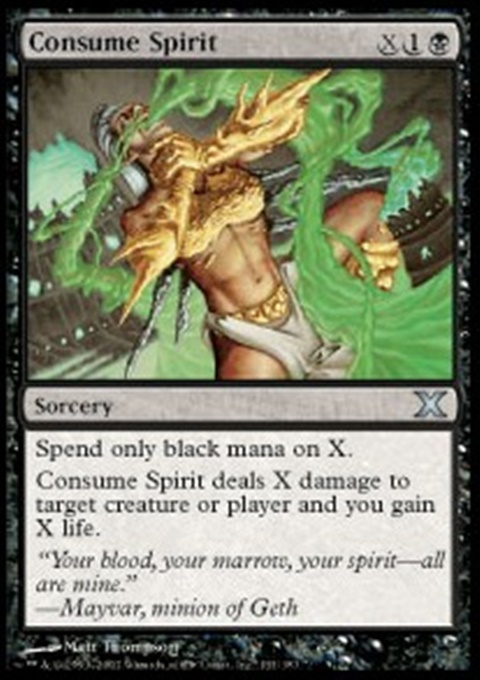 Consume Spirit X1
Sorcery X
Spend only black mana on X.
Consume Spirit deals X damage to
target creature or player and you gain
X life.
“Your blood, your marrow, your spirit—all
are mine.”
—Mayvar, minion of Geth
Matt Thompson